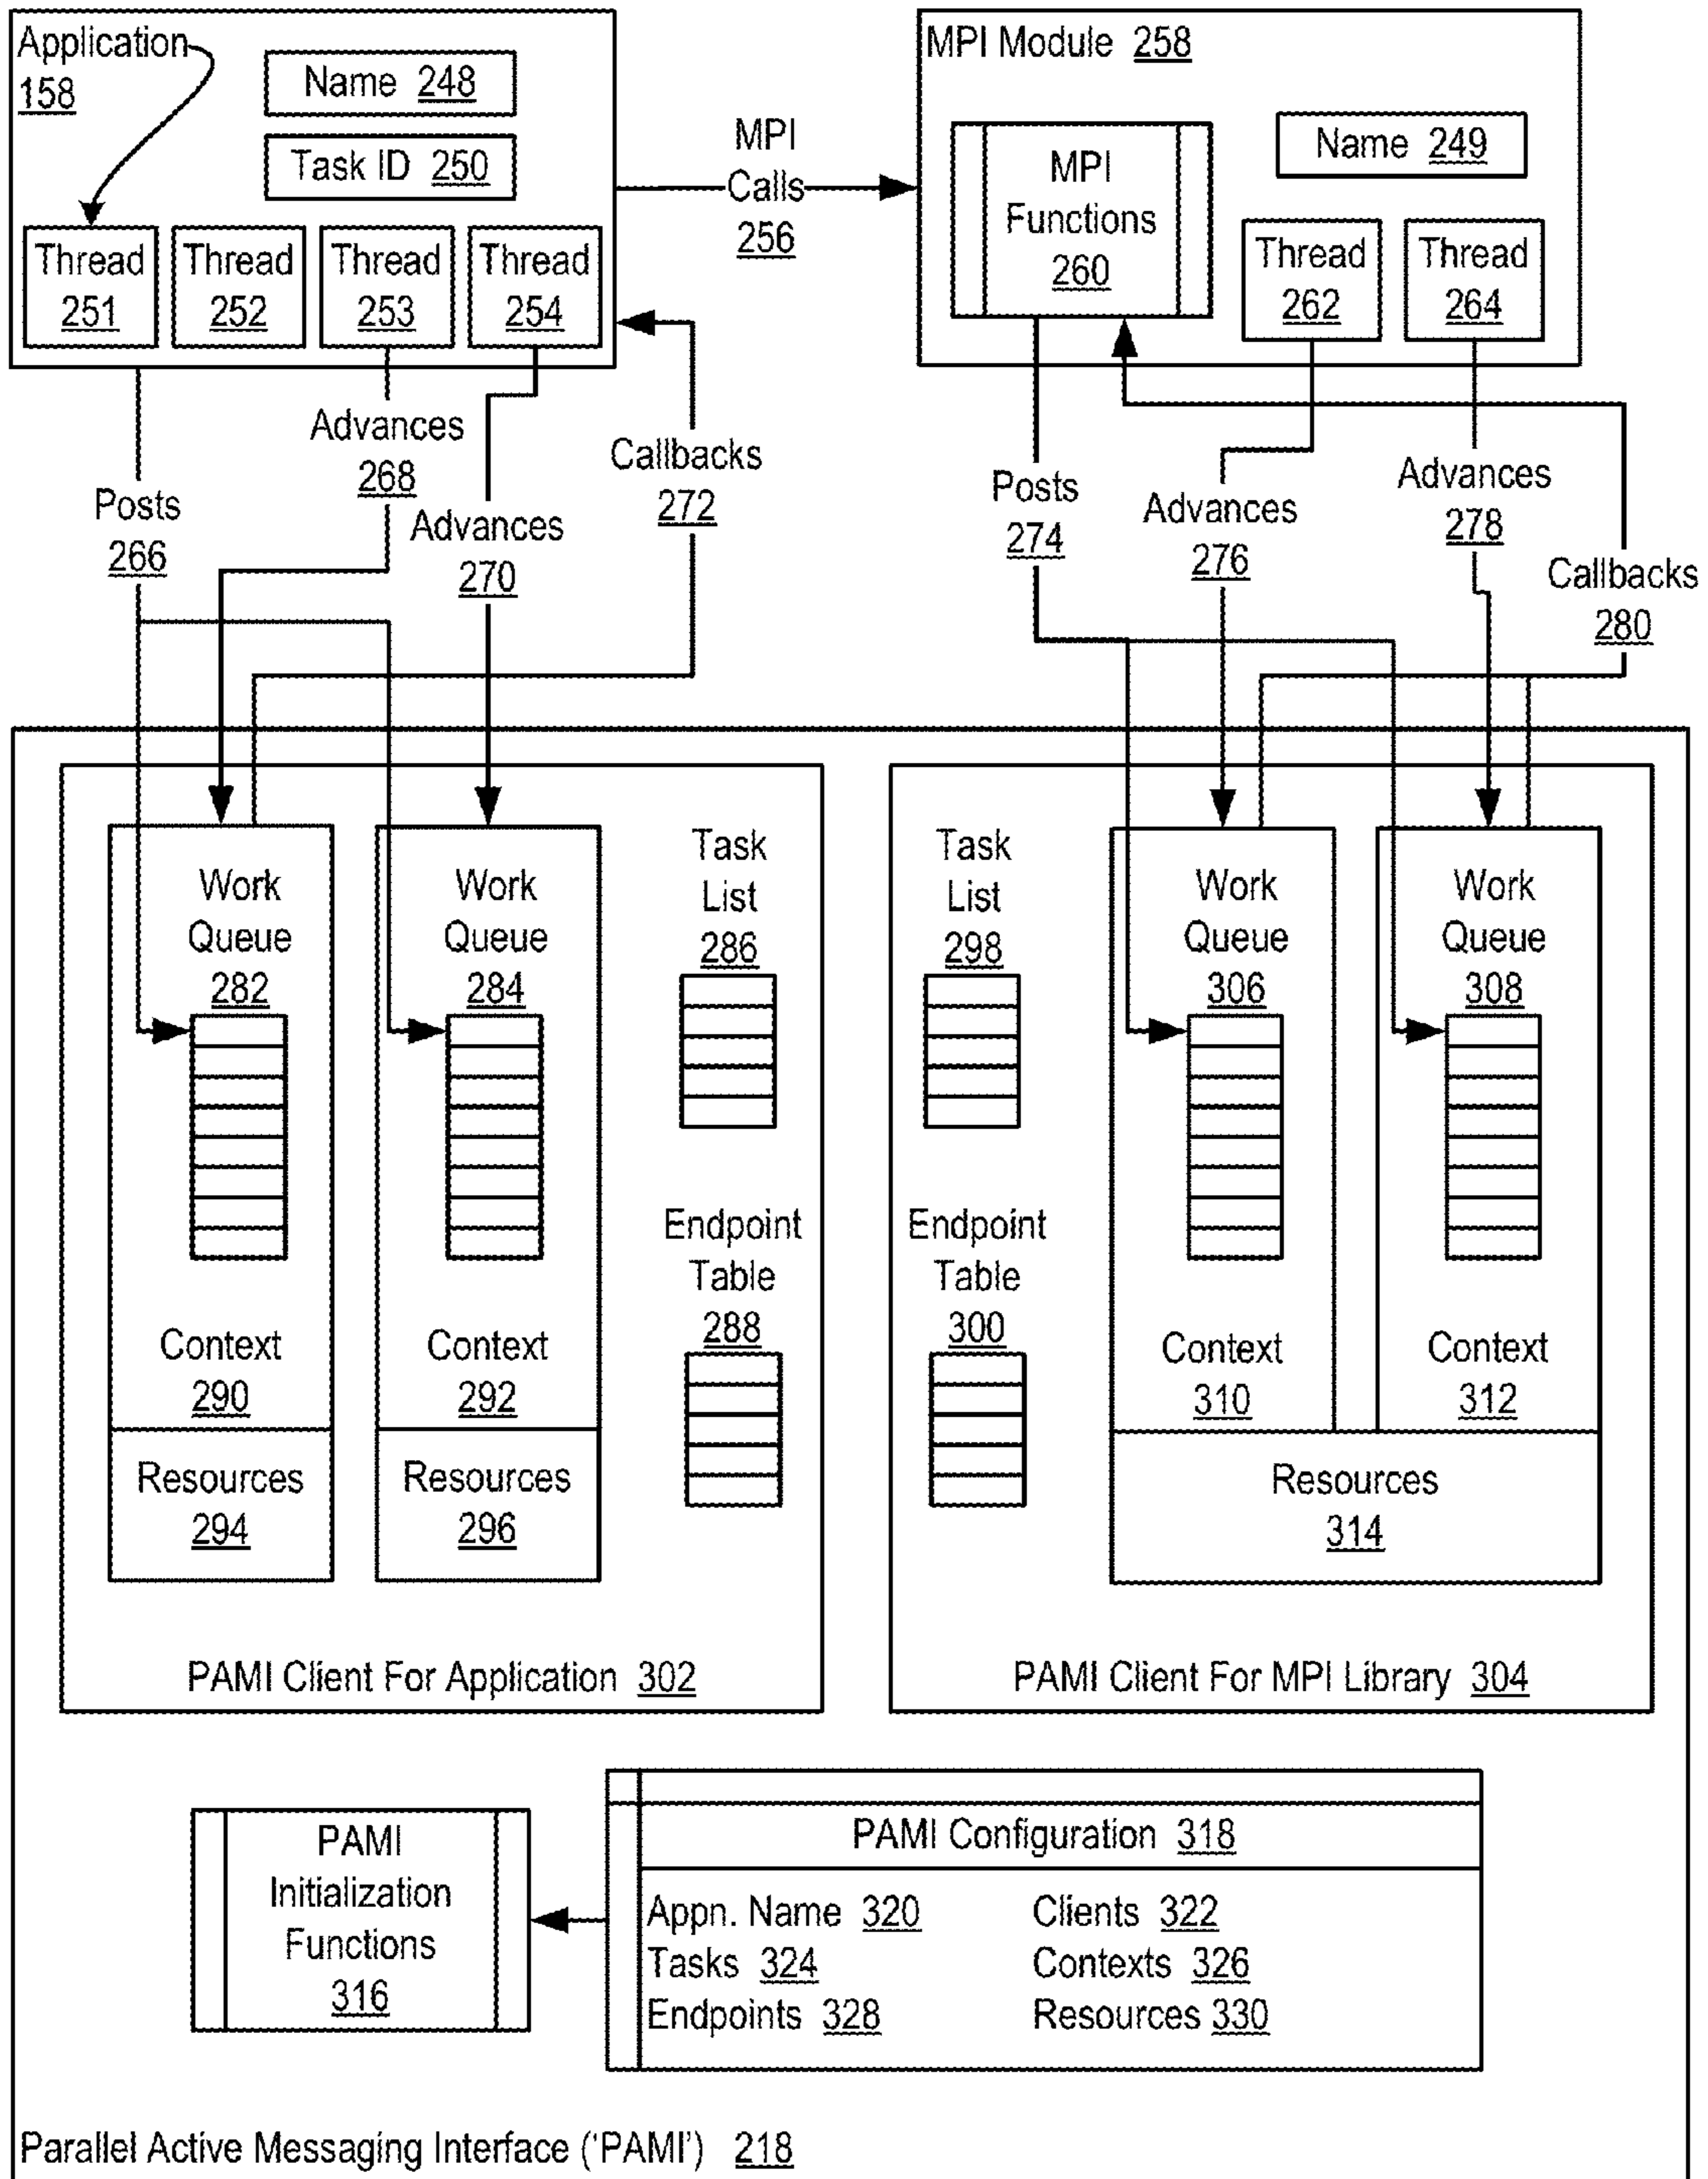 Application
158
Name 248
Task ID 250
Thread
251
Thread
252
Thread
253
Thread
254
MPI
Calls
256
MPI Module 258
MPI
Functions
260
Name 249
Thread
262
Thread
264
Posts
266
Advances
268
Advances
270
Callbacks
272
Posts
274
Advances
276
Advances
278
Callbacks
280
Work
Queue
282
Context
290
Resources
294
Work
Queue
284
Context
292
Resources
296
Task
List
286
Endpoint
Table
288
PAMI Client For Application 302
Task
List
298
Endpoint
Table
300
Work
Queue
306
Context
310
Work
Queue
308
Context
312
Resources
314
PAMI Client For MPI Library 304
PAMI
Initialization
Functions
316
PAMI Configuration 318
Appn. Name 320 Clients 322
Tasks 324 Contexts 326
Endpoints 328 Resources 330
Parallel Active Messaging Interface (‘PAMI’) 218